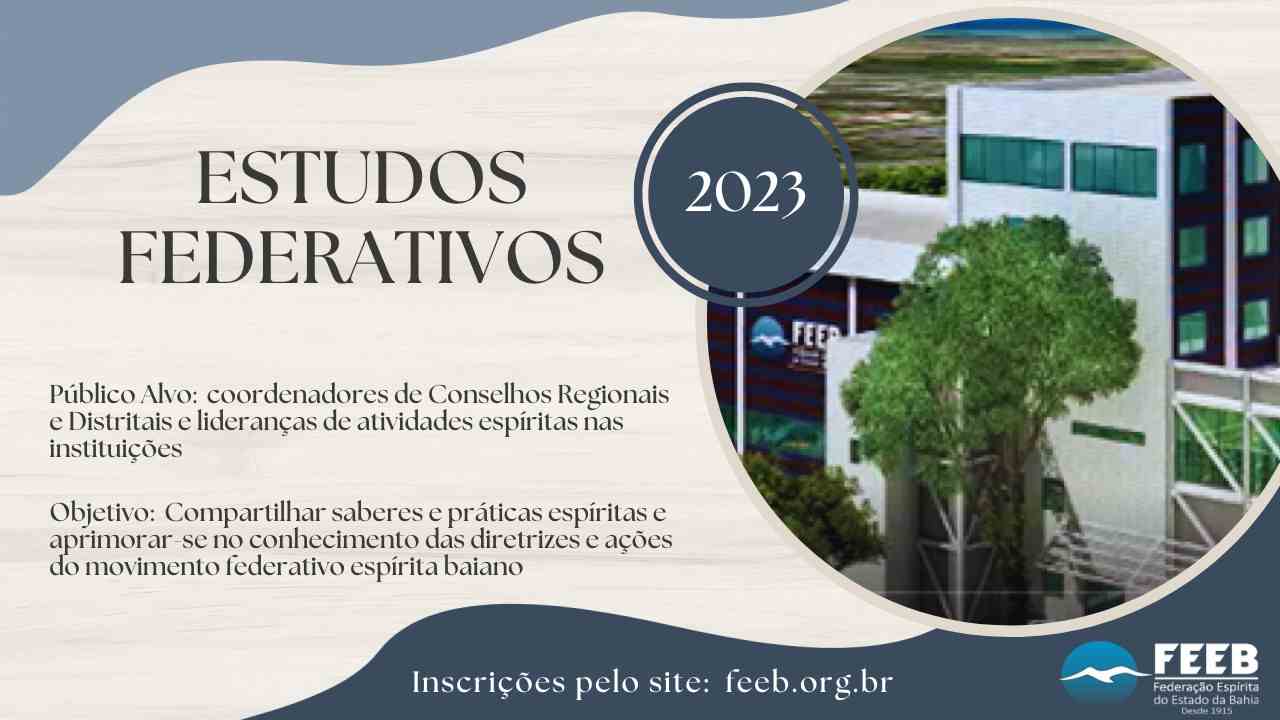 ESTUDOS
FEDERATIVOS
2023
Público Alvo: coordenadores de Conselhos Regionais
e Distritais e lideranças de atividades espíritas nas
instituições
Objetivo: Compartilhar saberes e práticas espíritas e
aprimorar-se no conhecimento das diretrizes e ações
do movimento federativo espírita baiano
FEEB
Inscrições pelo site: feeb.org.br
FEEB
Federação Espírita
do Estado da Bahia
Desde 1915